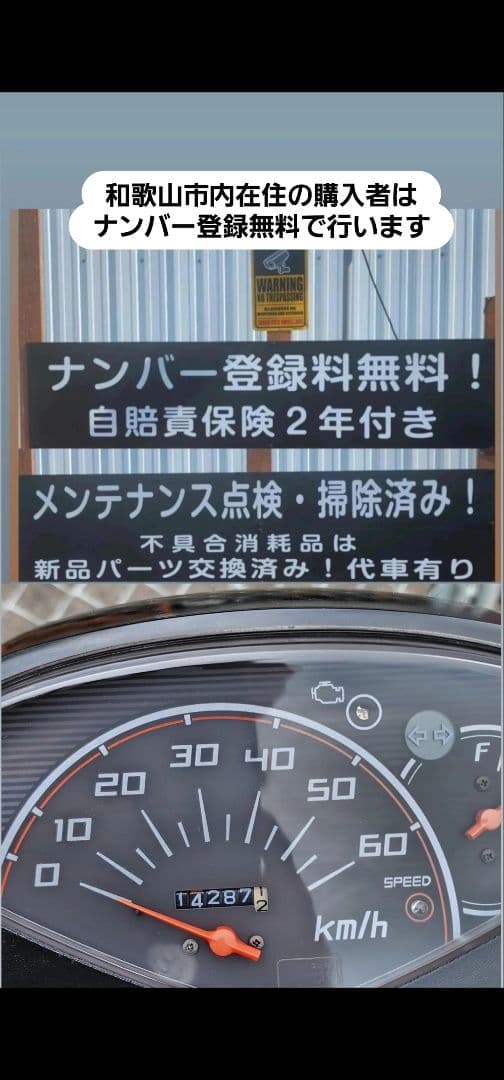 和歌山市内在住の購入者は
ナンバー登録無料で行います
WARNING
NO TRESPASSING
ナンバー登録料無料！
自賠責保険２年付き
メンテナンス点検・掃除済み！
不具合消耗品は
新品パーツ交換済み！代車有り
0
10
20
30
40
50
60
F
SPEED
14287
km/h